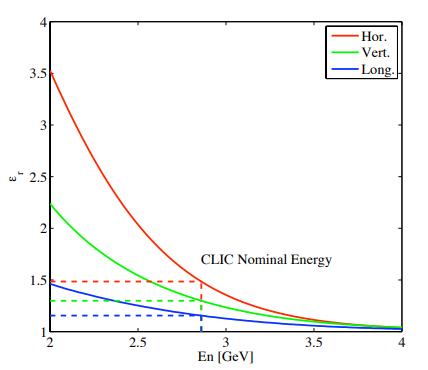 4
Hor.
Vert.
Long.
3.5
3
2.5
ε r
2
CLIC Nominal Energy
1.5
1
2 2.5 3 3.5 4
En [GeV]